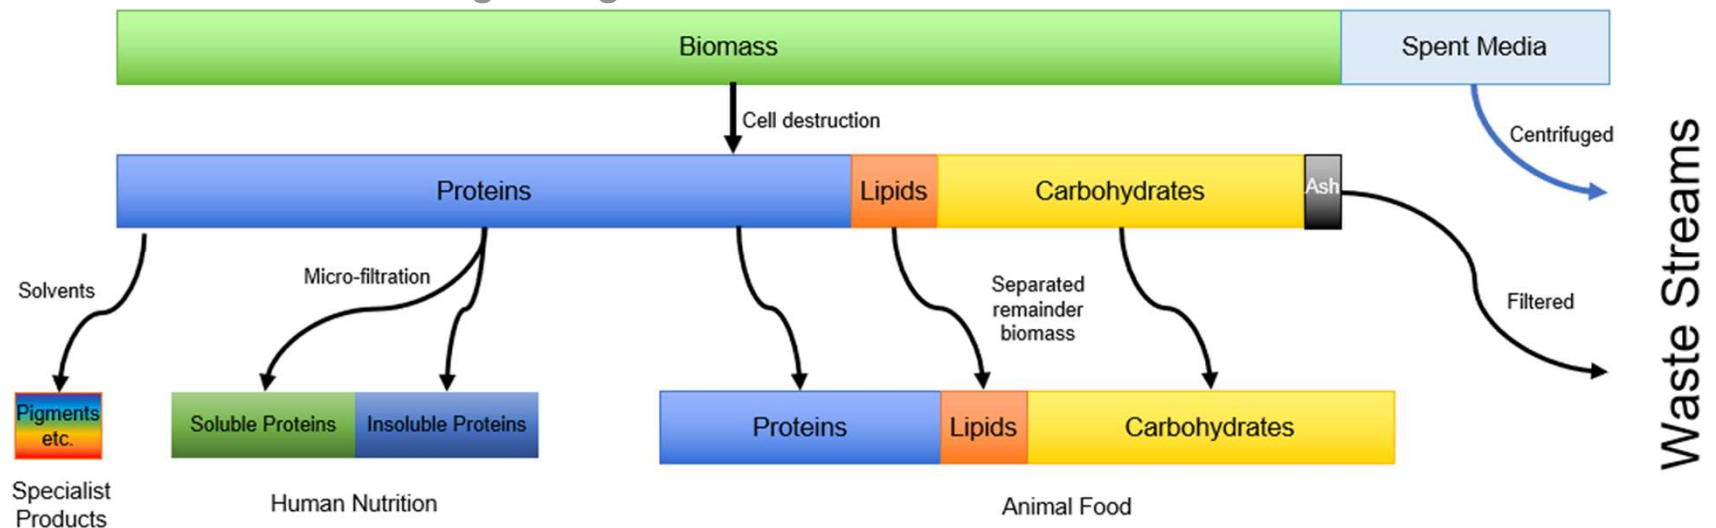 Biomass
Spent Media
Cell destruction
Centrifuged
Proteins
Lipids
Carbohydrates
Ash
Solvents
Micro-filtration
Separated
remainder
biomass
Filtered
Waste Streams
Pigments
etc.
Soluble Proteins
Insoluble Proteins
Proteins
Lipids
Carbohydrates
Specialist
Products
Human Nutrition
Animal Food